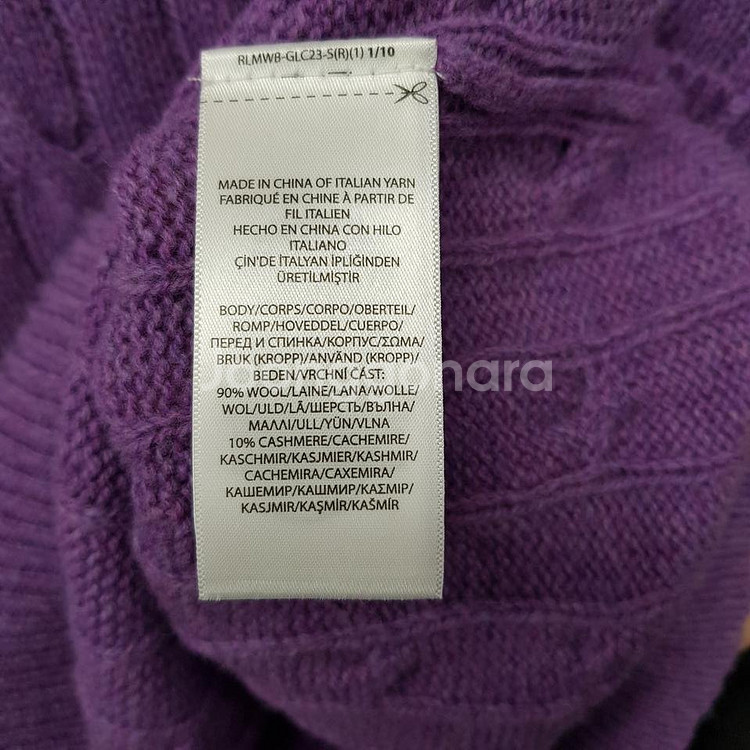 RLMWB-GLC23-S(R)(1) 1/10
MADE IN CHINA OF ITALIAN YARN
FABRIQUÉ EN CHINE À PARTIR DE
FIL ITALIEN
HECHO EN CHINA CON HILO
ITALIANO
ÇİN'DE İTALYAN İPLİĞİNDEN
ÜRETİLMİŞTİR
BODY/CORPS/CORPO/OBERTEIL/
ROMP/HOVEDDEL/CUERPO/
ПЕРЕД И СПИНКА/КОРПУС/ΣΩΜΑ/
BRUK (KROPP)/ANVÄND (KROPP)/
BEDEN/VRCHNÍ ČÁST:
90% WOOL/LAINE/LANA/WOLLE/
WOL/ULD/LÃ/ШЕРСТЬ/ВЪЛНА/
ΜΑΛΛΙ/ULL/YÜN/VLNA
10% CASHMERE/CACHEMIRE/
KASCHMIR/KASJMIER/KASHMIR/
CACHEMIRA/CAXEMIRA/
КАШЕМИР/КАШМИР/ΚΑΣΜΙΡ/
KASJMIR/KAŞMİR/KAŠMÍR